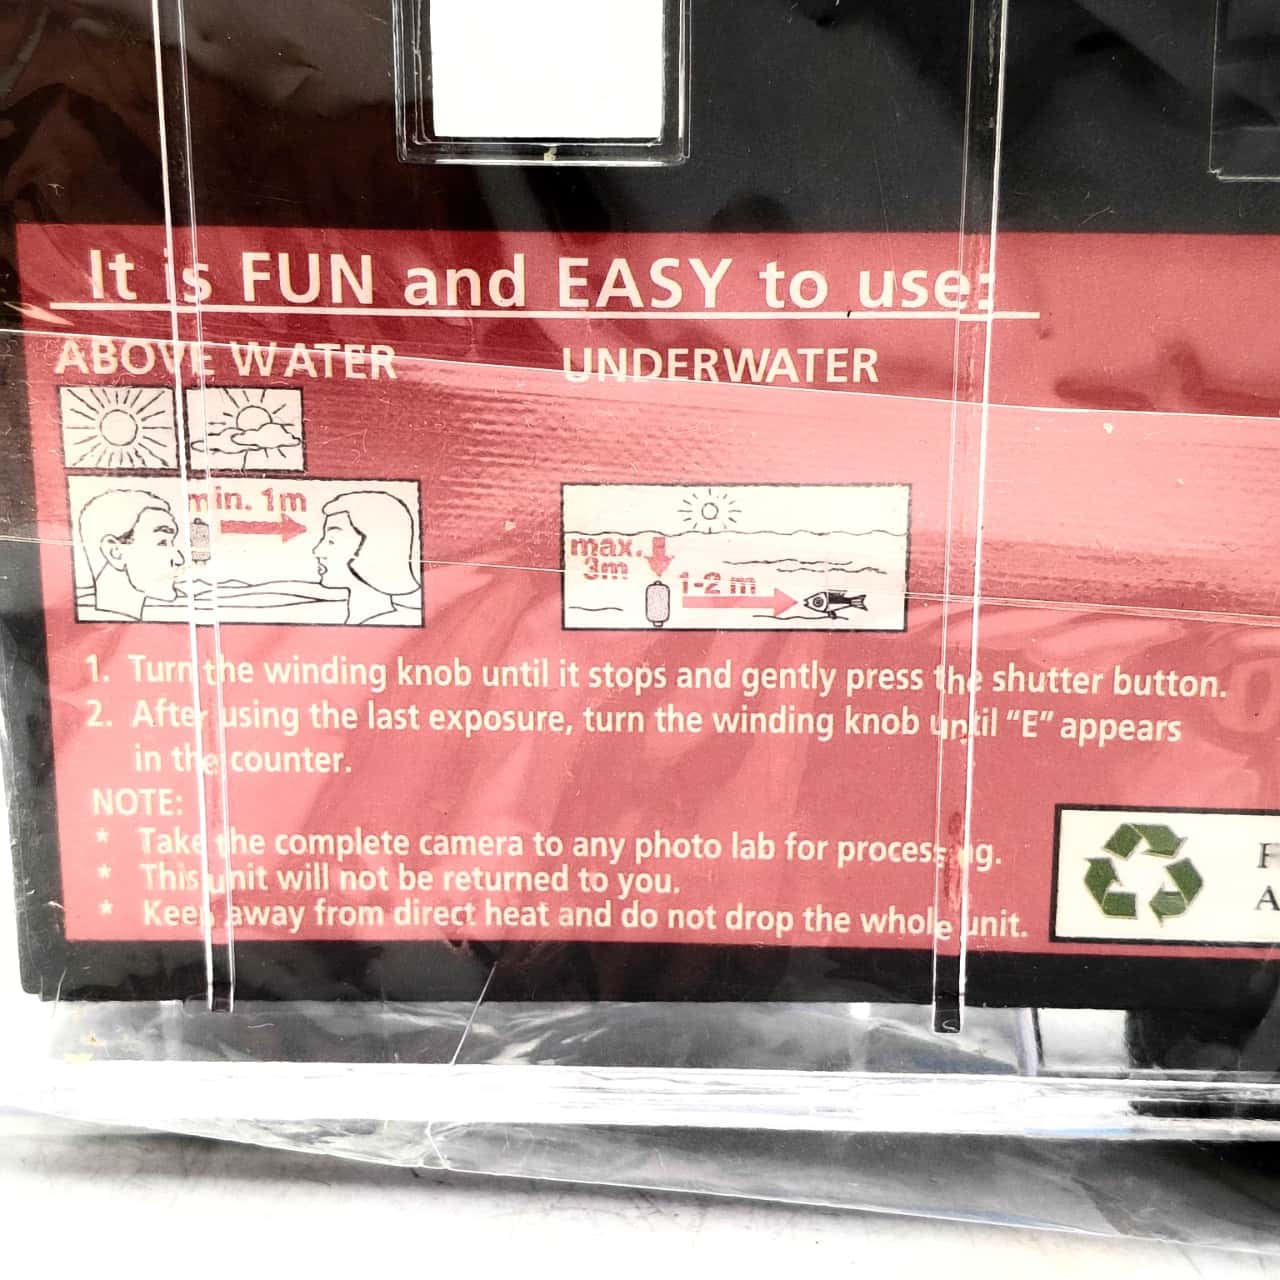 It is FUN and EASY to use:
ABOVE WATER
UNDERWATER
min. 1m
max.
3m
1-2 m
1. Turn the winding knob until it stops and gently press the shutter button.
2. After using the last exposure, turn the winding knob until "E" appears
in the counter.
NOTE:
* Take the complete camera to any photo lab for processing.
* This unit will not be returned to you.
* Keep away from direct heat and do not drop the whole unit.